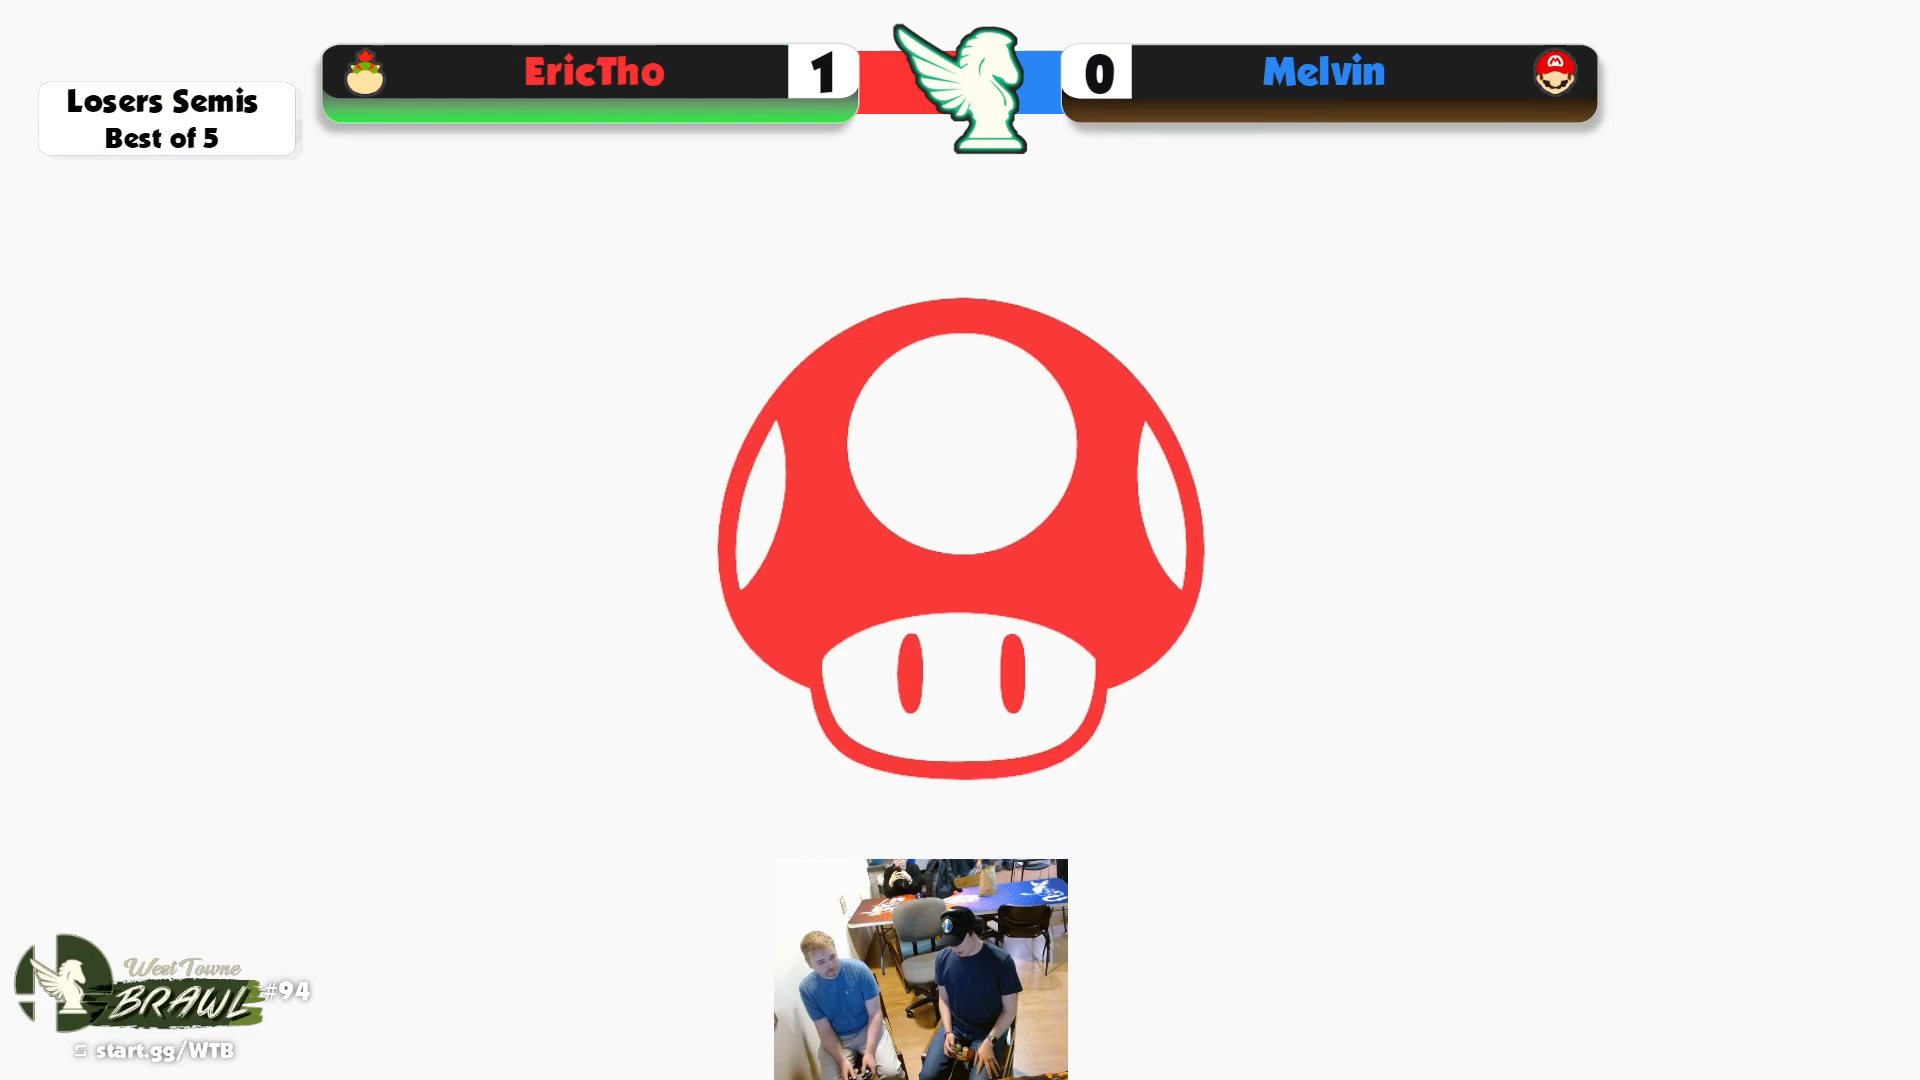 Losers Semis
Best of 5
EricTho
1
0
Melvin
West Towne
BRAWL
#94
start.gg/WTB